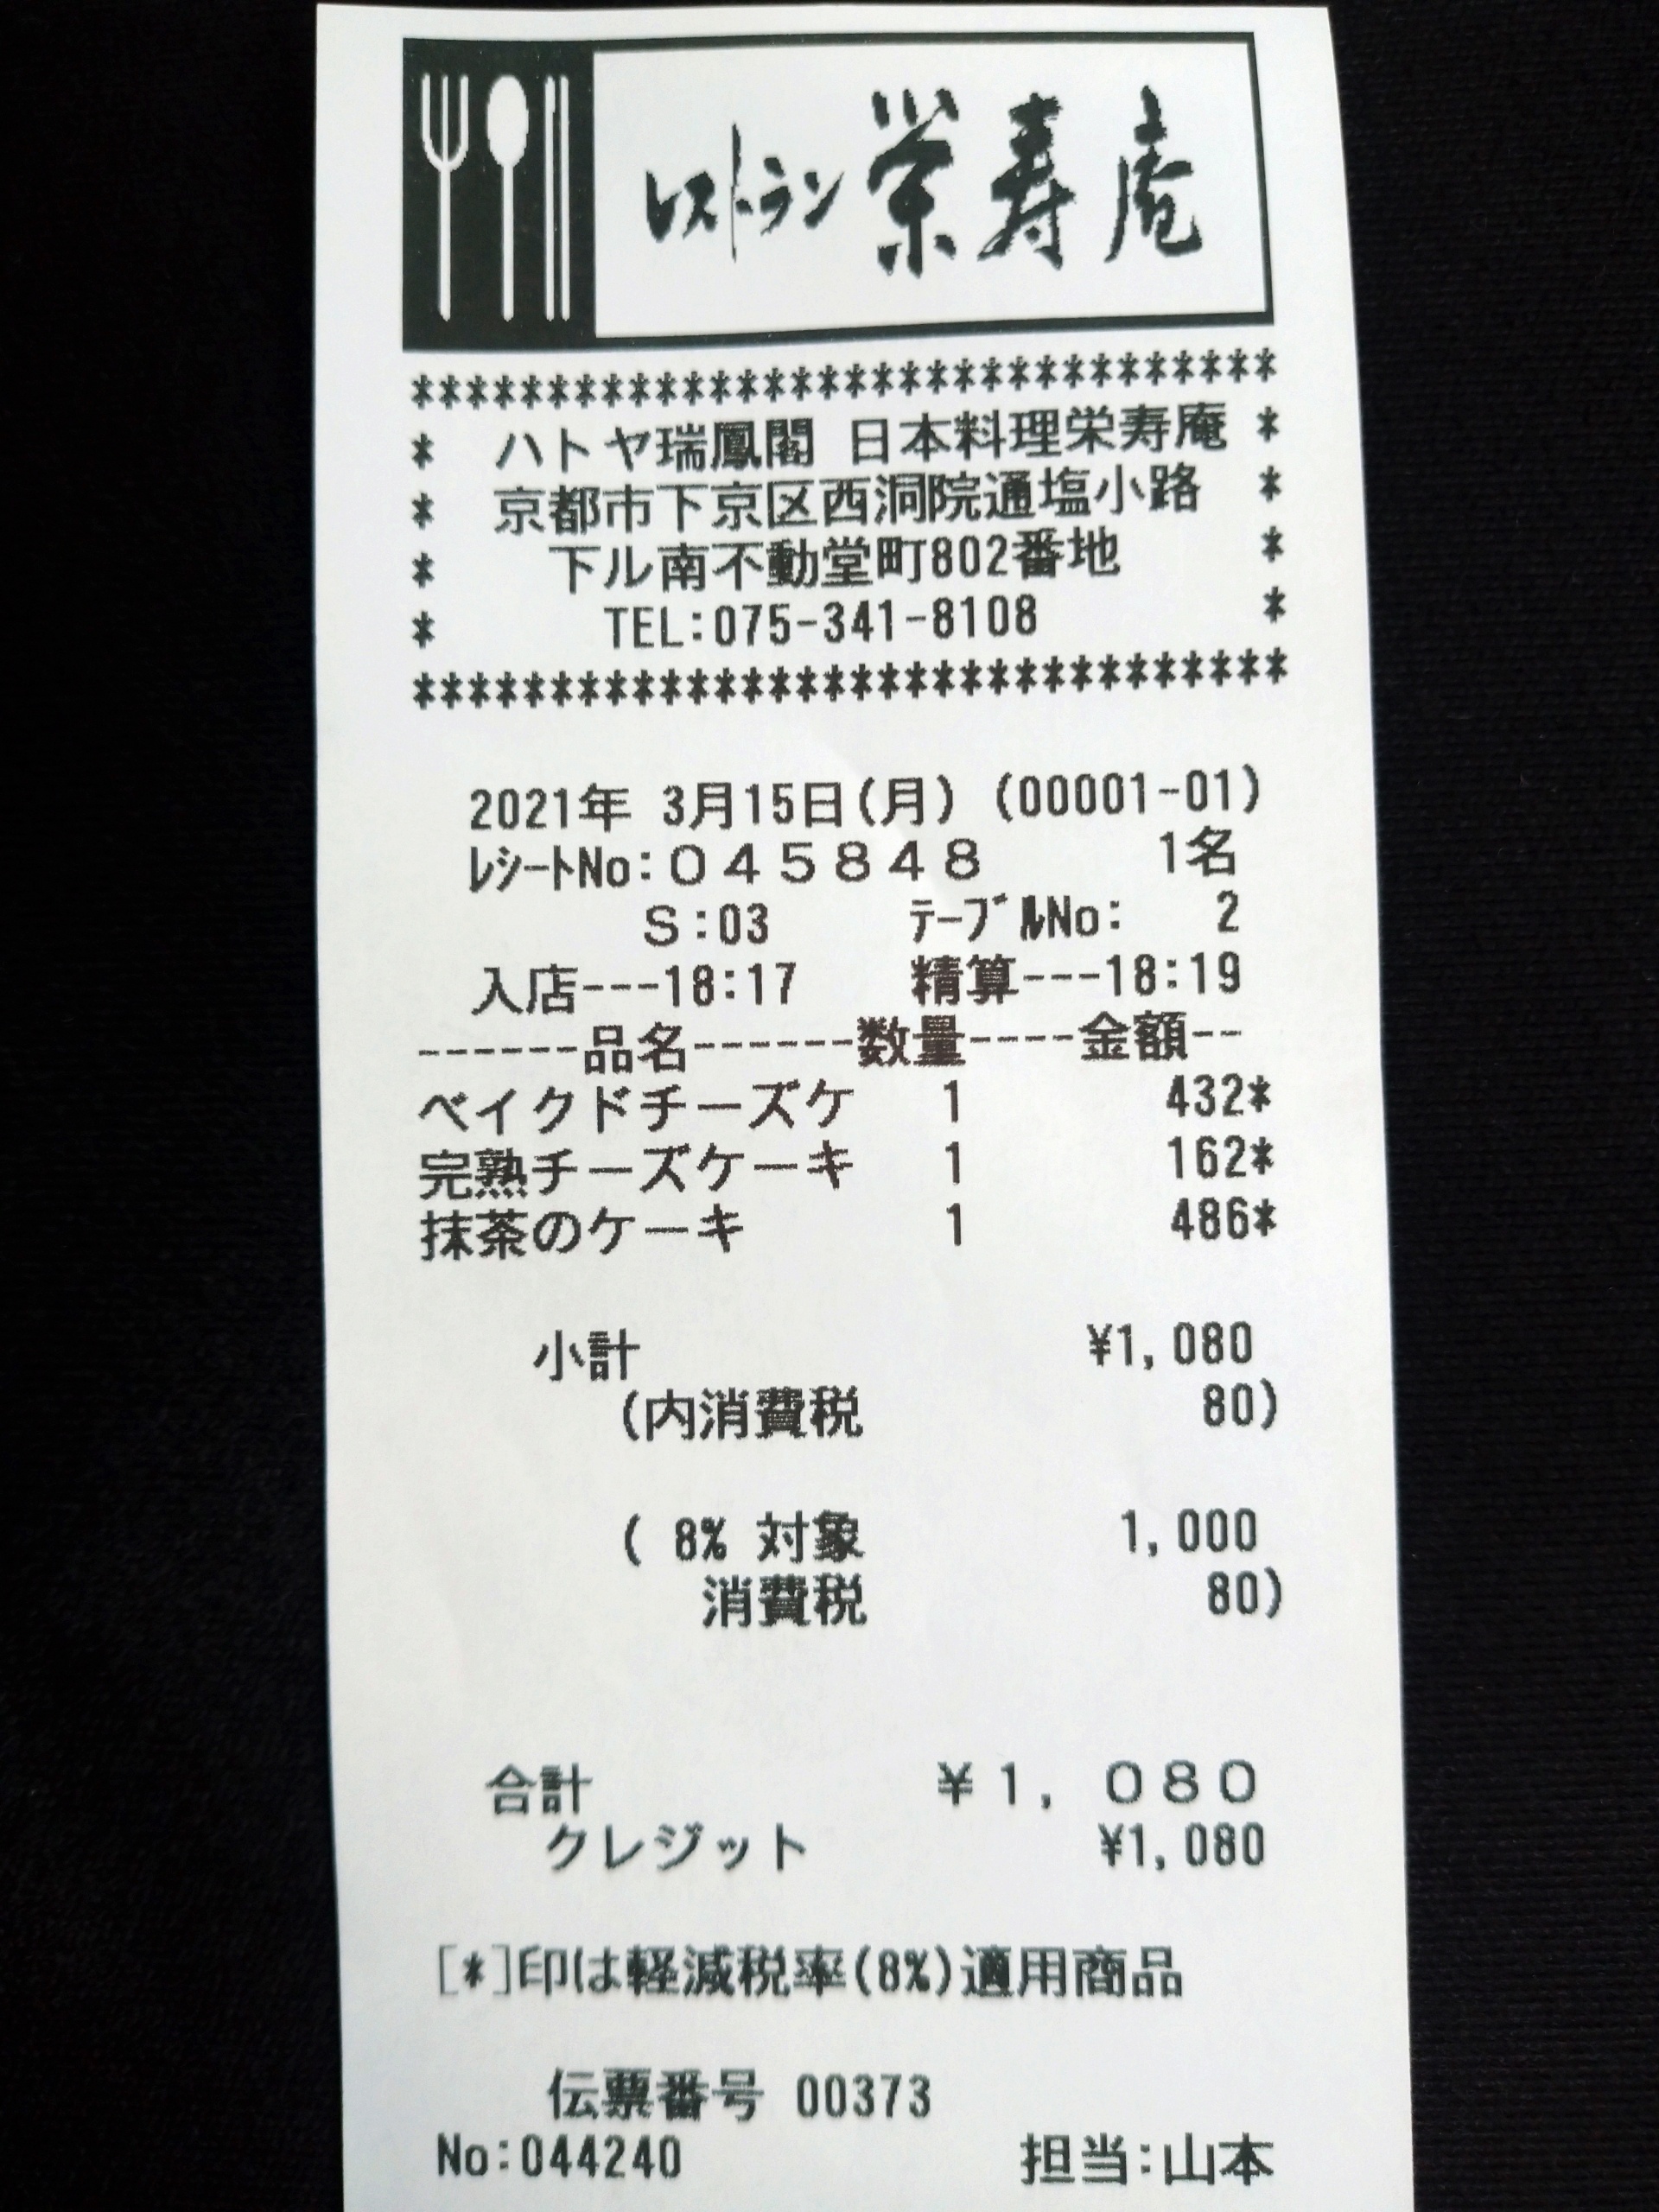 レストラン 栄寿庵
********************************
* ハトヤ瑞鳳閣 日本料理栄寿庵 *
* 京都市下京区西洞院通塩小路 *
* 下ル南不動堂町802番地 *
* TEL:075-341-8108 *
********************************
2021年 3月15日(月) (00001-01)
ﾚｼｰﾄNo:045848 1名
S:03 ﾃｰﾌﾞﾙNo: 2
入店---18:17 精算---18:19
------品名------数量----金額--
ベイクドチーズケ 1 432*
完熟チーズケーキ 1 162*
抹茶のケーキ 1 486*
小計 ¥1,080
(内消費税 80)
( 8% 対象 1,000
消費税 80)
合計 ¥1,080
クレジット ¥1,080
[*]印は軽減税率(8%)適用商品
伝票番号 00373
No:044240 担当:山本